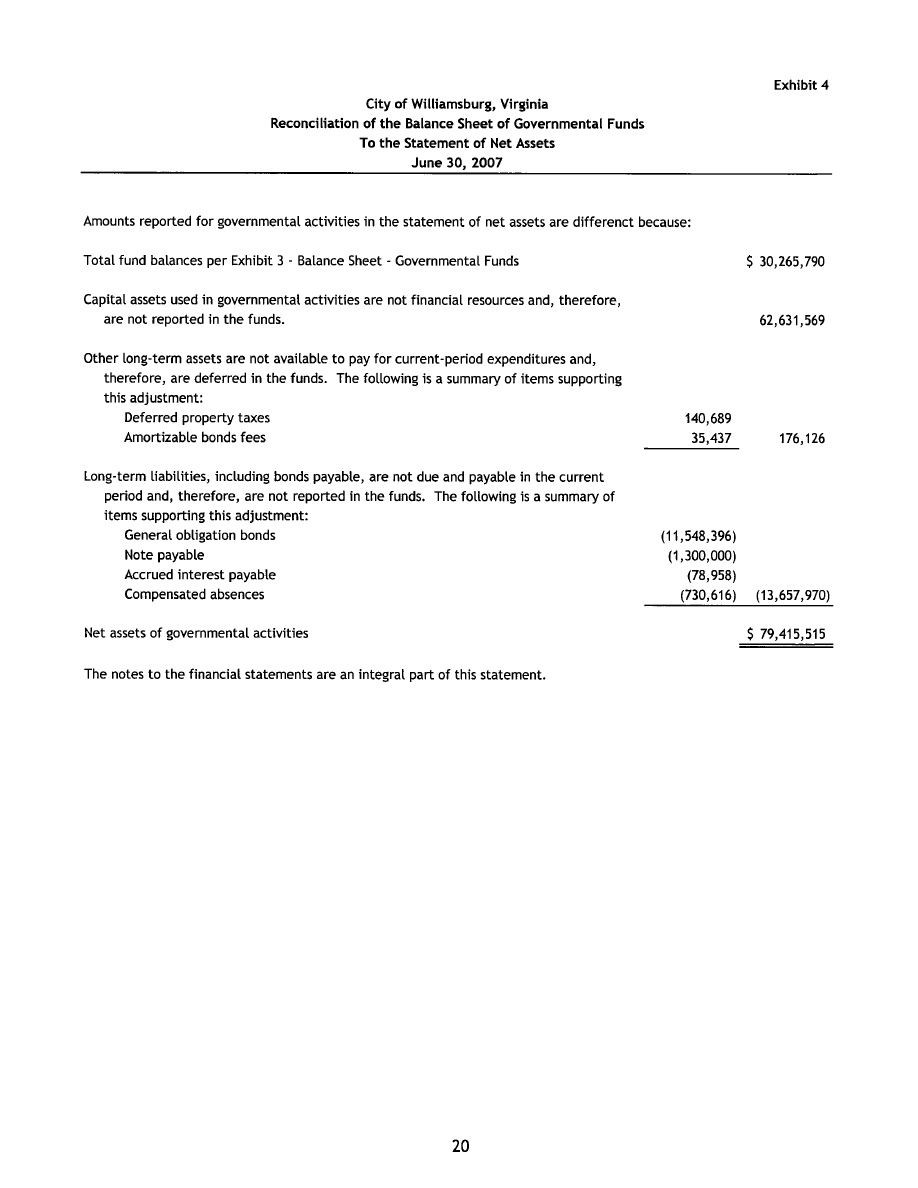 Exhibit 4
City of Williamsburg, Virginia
Reconciliation of the Balance Sheet of Governmental Funds
To the Statement of Net Assets
June 30, 2007
Amounts reported for governmental activities in the statement of net assets are differenct because:
Total fund balances per Exhibit 3 - Balance Sheet - Governmental Funds $ 30,265,790
Capital assets used in governmental activities are not financial resources and, therefore,
are not reported in the funds. 62,631,569
Other long-term assets are not available to pay for current-period expenditures and,
therefore, are deferred in the funds. The following is a summary of items supporting
this adjustment:
Deferred property taxes 140,689
Amortizable bonds fees 35,437 176,126
Long-term liabilities, including bonds payable, are not due and payable in the current
period and, therefore, are not reported in the funds. The following is a summary of
items supporting this adjustment:
General obligation bonds (11,548,396)
Note payable (1,300,000)
Accrued interest payable (78,958)
Compensated absences (730,616) (13,657,970)
Net assets of governmental activities $ 79,415,515
The notes to the financial statements are an integral part of this statement.
20